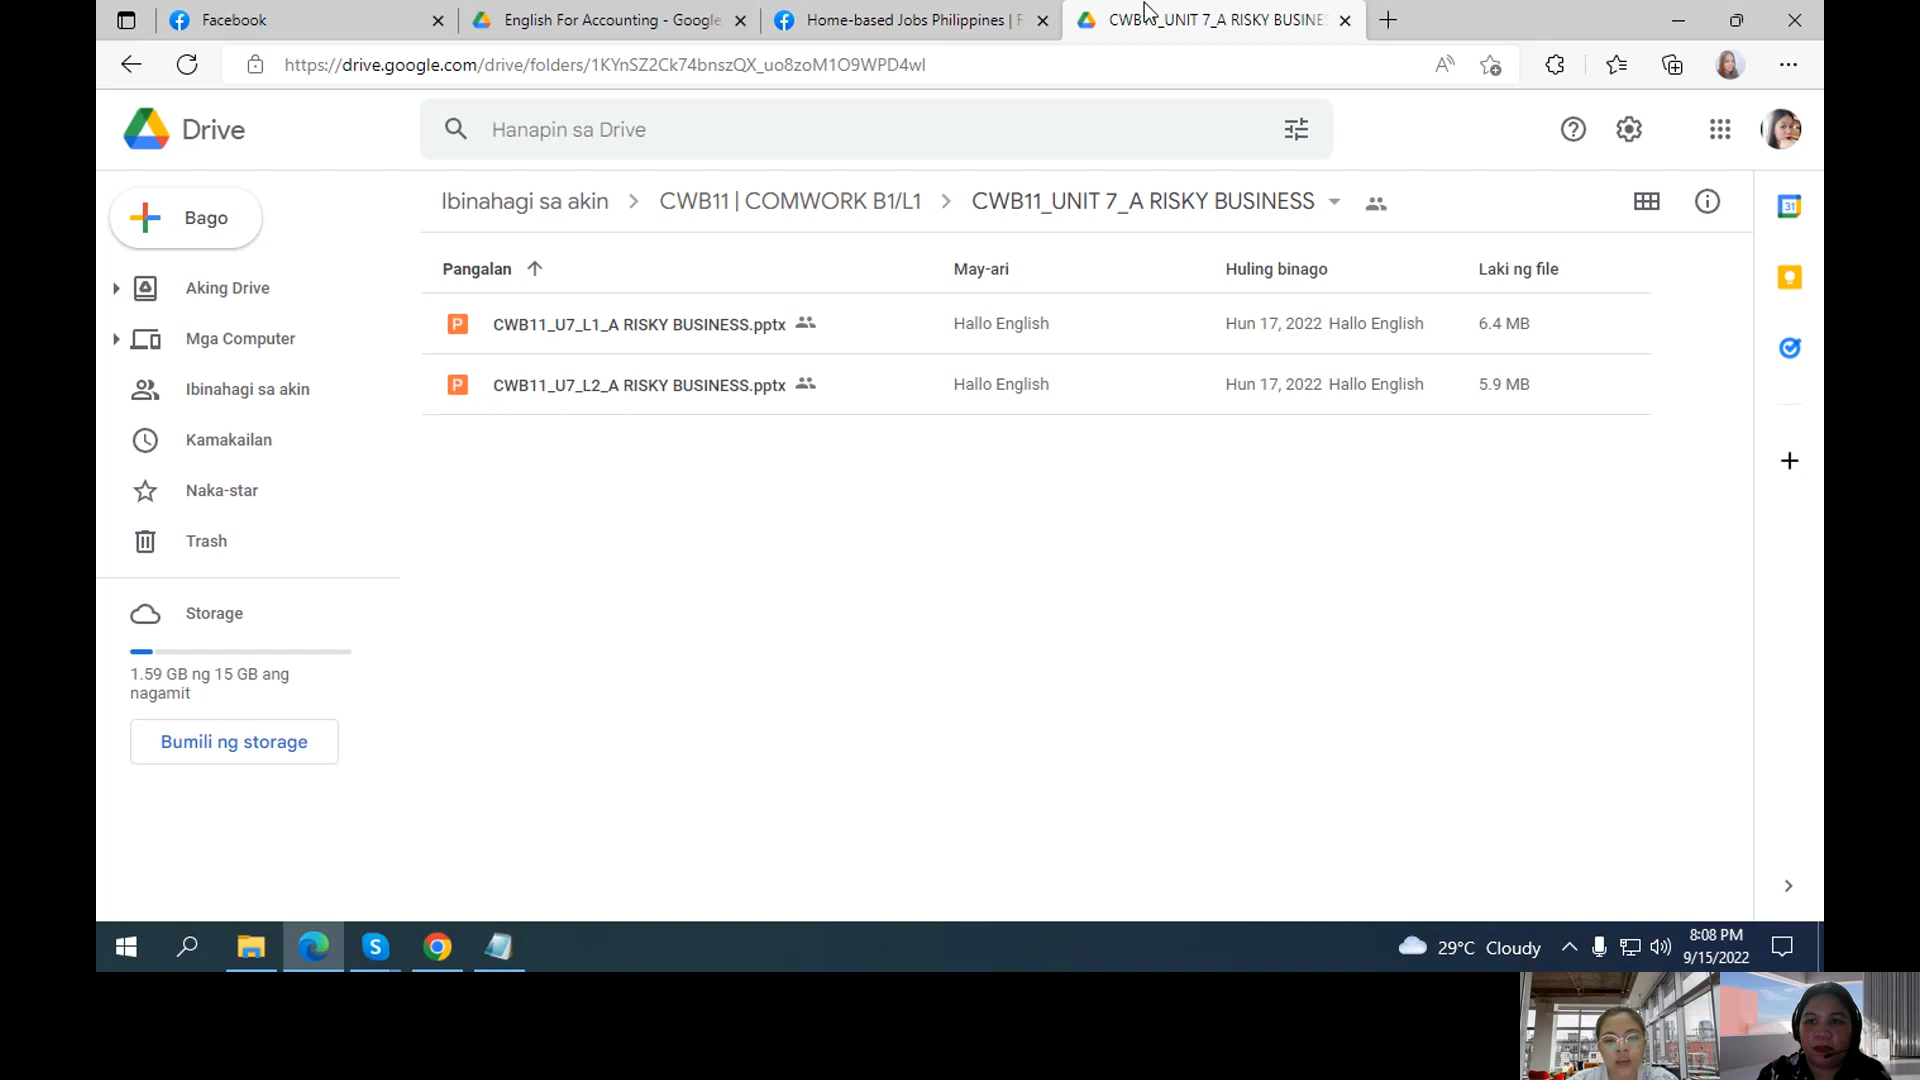 Facebook
English For Accounting - Google
Home-based Jobs Philippines | F
CWB11_UNIT 7_A RISKY BUSINES
https://drive.google.com/drive/folders/1KYnSZ2Ck74bnszQX_uo8zoM1O9WPD4wI
Drive
Hanapin sa Drive
Bago
Ibinahagi sa akin > CWB11 | COMWORK B1/L1 > CWB11_UNIT 7_A RISKY BUSINESS
31
Pangalan May-ari Huling binago Laki ng file
P CWB11_U7_L1_A RISKY BUSINESS.pptx Hallo English Hun 17, 2022 Hallo English 6.4 MB
P CWB11_U7_L2_A RISKY BUSINESS.pptx Hallo English Hun 17, 2022 Hallo English 5.9 MB
Aking Drive
Mga Computer
Ibinahagi sa akin
Kamakailan
Naka-star
Trash
Storage
1.59 GB ng 15 GB ang
nagamit
Bumili ng storage
S
29°C Cloudy
8:08 PM
9/15/2022